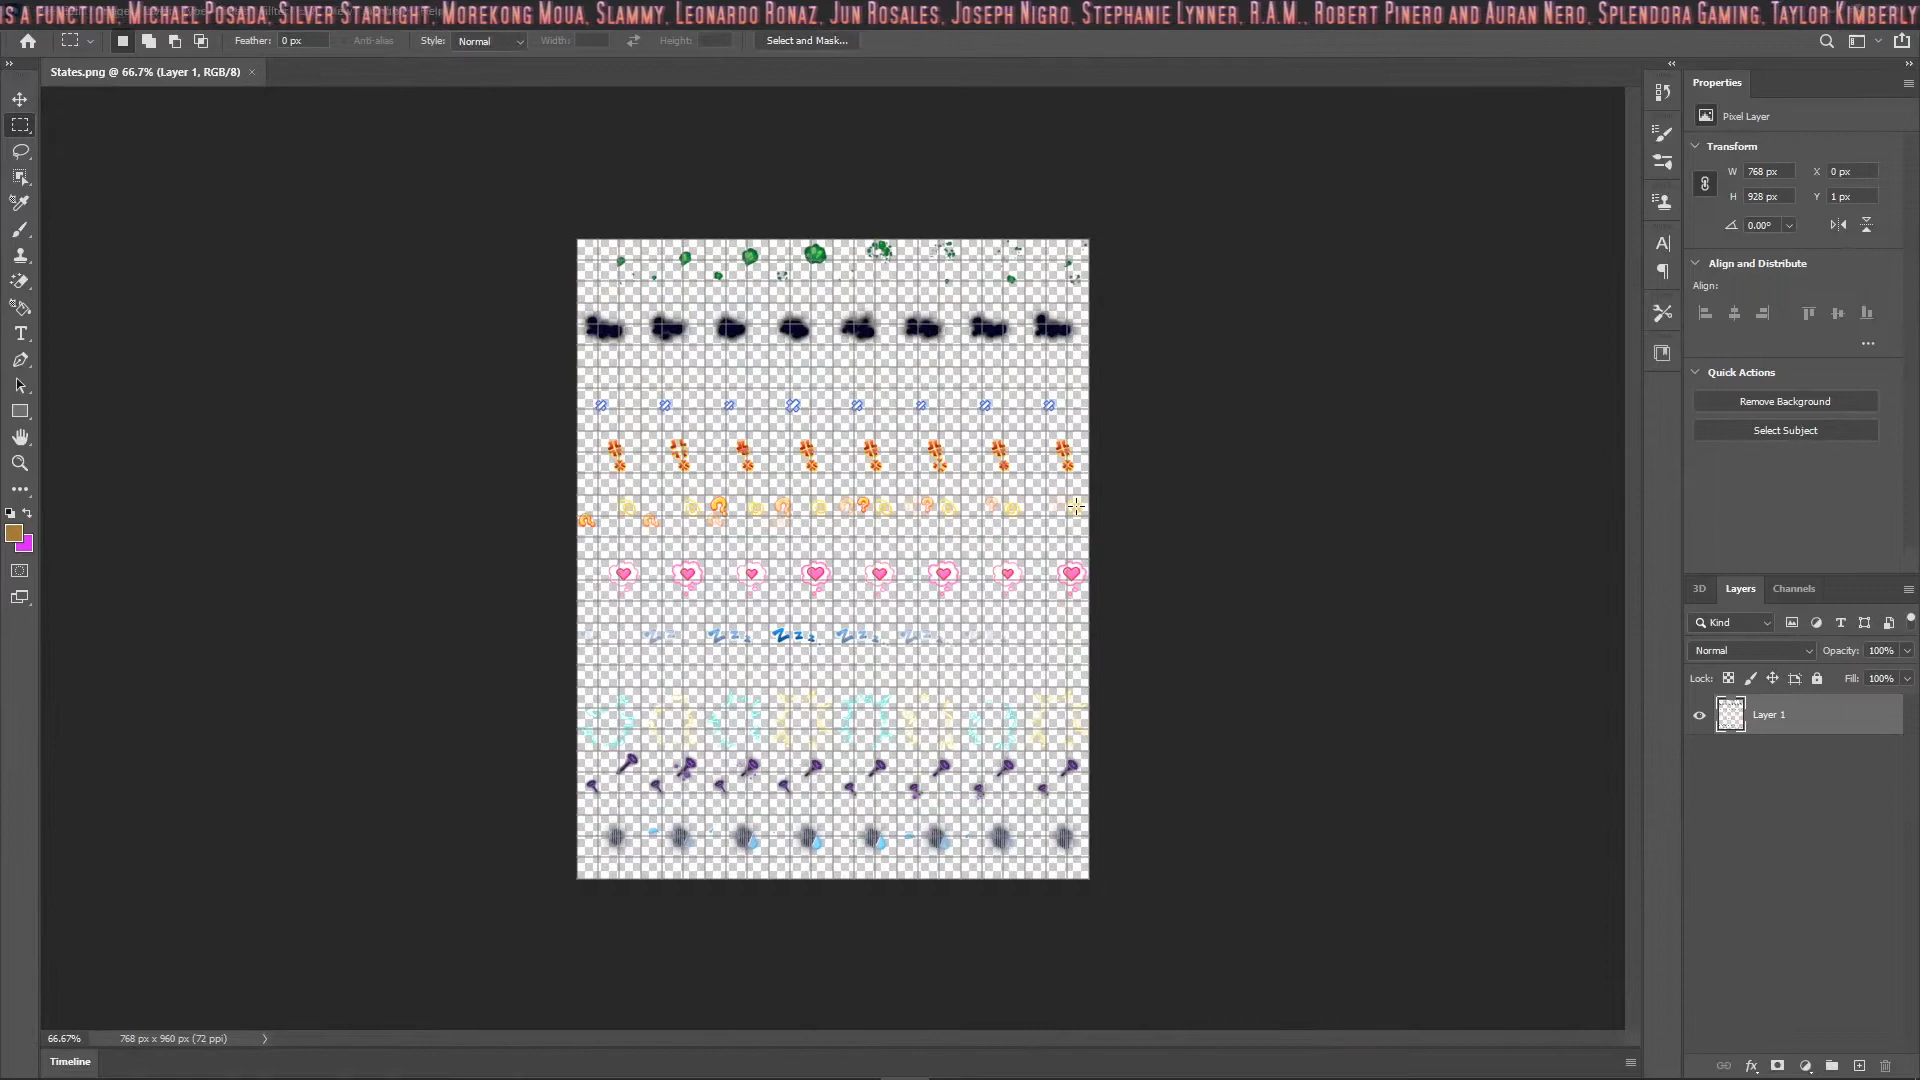 IS A FUNCTION, MICHAEL POSADA, SILVER STARLIGHT, MOREKONG MOUA, SLAMMY, LEONARDO RONAZ, JUN ROSALES, JOSEPH NIGRO, STEPHANIE LYNNER, R.A.M., ROBERT PINERO AND AURAN NERO, SPLENDORA GAMING, TAYLOR KIMBERLY
Feather: 0 px Anti-alias Style: Normal Width: Height: Select and Mask...
States.png @ 66.7% (Layer 1, RGB/8)
Properties
Pixel Layer
Transform
W 768 px X 0 px
H 928 px Y 1 px
0.00°
Align and Distribute
Align:
Quick Actions
Remove Background
Select Subject
3D Layers Channels
Kind
Normal Opacity: 100%
Lock: Fill: 100%
Layer 1
66.67% 768 px x 960 px (72 ppi)
Timeline